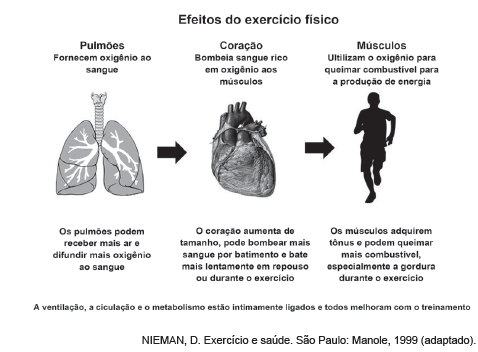 Efeitos do exercício físico
Pulmões
Fornecem oxigênio ao
sangue
Coração
Bombeia sangue rico
em oxigênio aos
músculos
Músculos
Ultilizam o oxigênio para
queimar combustível para
a produção de energia
Os pulmões podem
receber mais ar e
difundir mais oxigênio
ao sangue
O coração aumenta de
tamanho, pode bombear mais
sangue por batimento e bate
mais lentamente em repouso
ou durante o exercício
Os músculos adquirem
tônus e podem queimar
mais combustível,
especialmente a gordura
durante o exercício
A ventilação, a ciculação e o metabolismo estão intimamente ligados e todos melhoram com o treinamento
NIEMAN, D. Exercício e saúde. São Paulo: Manole, 1999 (adaptado).